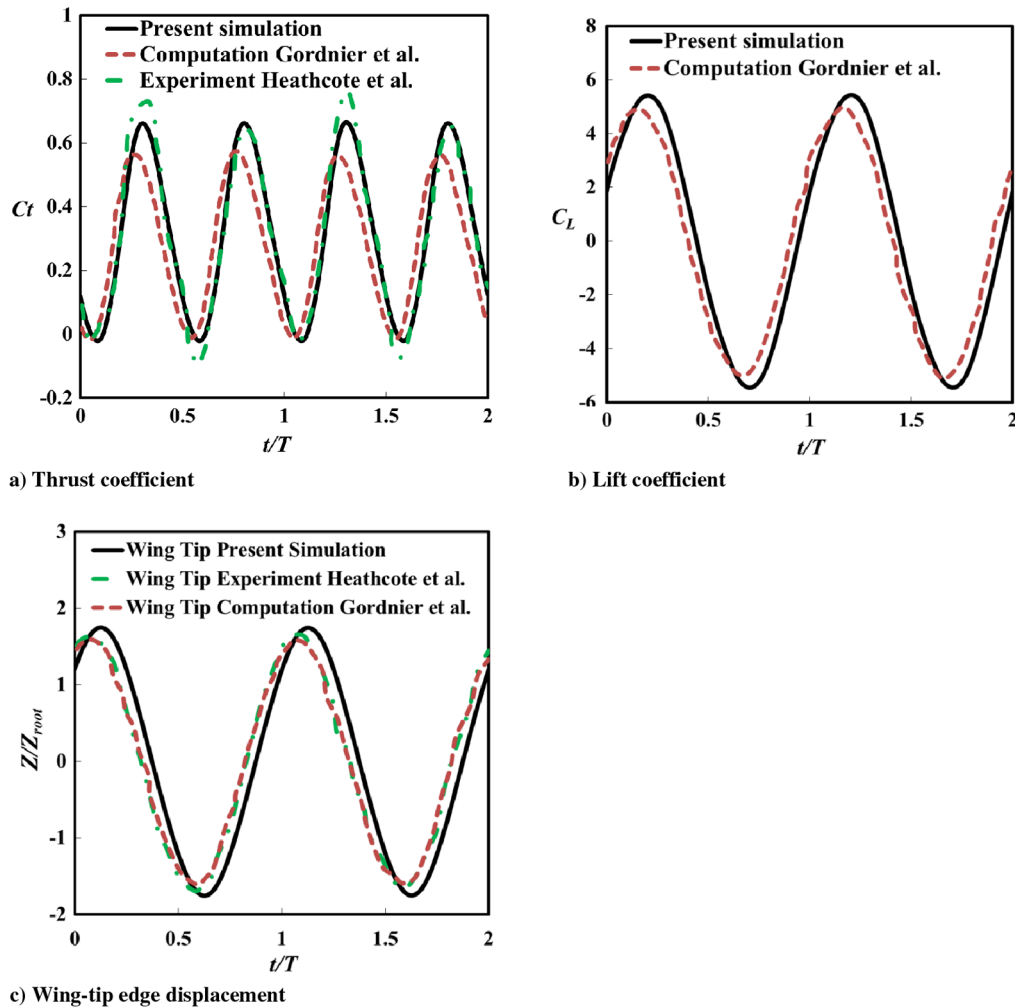 1
Present simulation
Computation Gordnier et al.
Experiment Heathcote et al.
0.8
0.6
Ct
0.4
0.2
0
-0.2
0
0.5
1
1.5
2
t/T
a) Thrust coefficient
8
Present simulation
Computation Gordnier et al.
6
4
2
C_L
0
-2
-4
-6
0
0.5
1
1.5
2
t/T
b) Lift coefficient
3
Wing Tip Present Simulation
Wing Tip Experiment Heathcote et al.
Wing Tip Computation Gordnier et al.
2
1
Z/Z_root
0
-1
-2
0
0.5
1
1.5
2
t/T
c) Wing-tip edge displacement